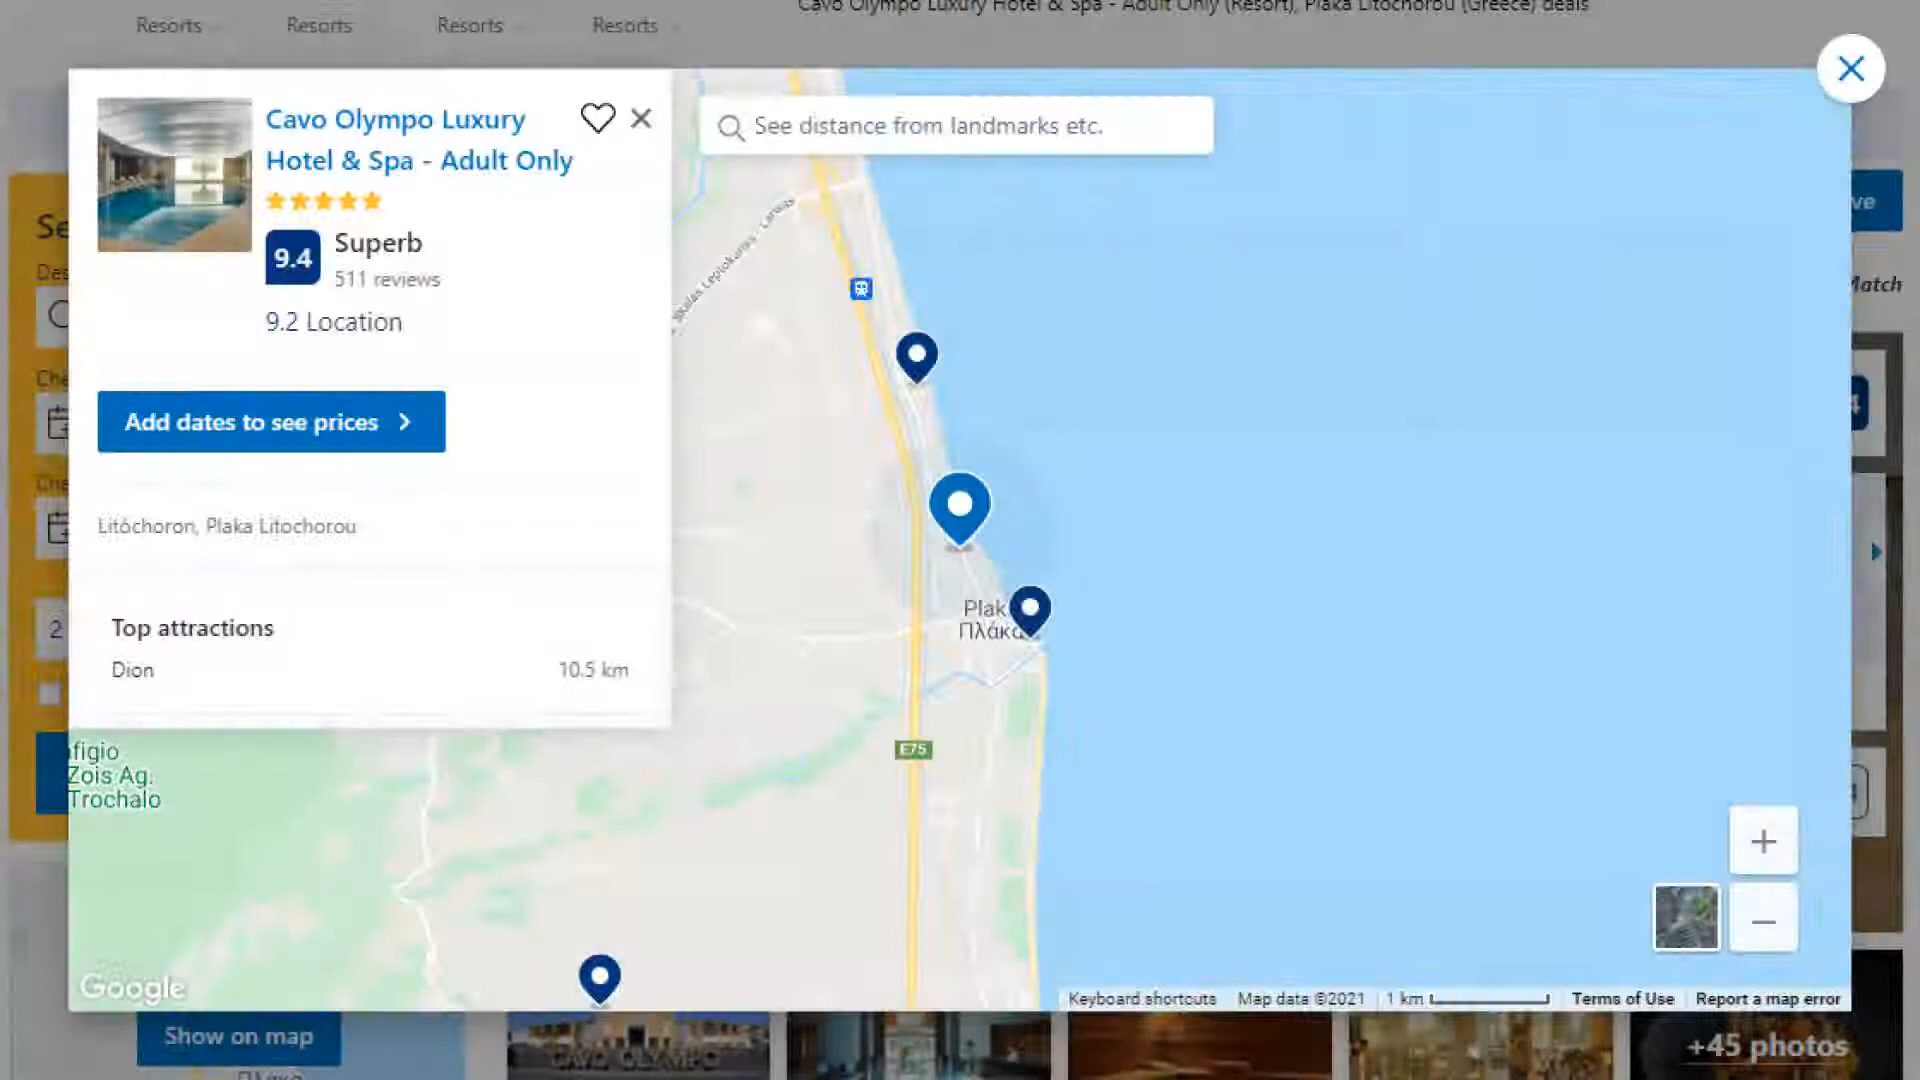 Resorts
Resorts
Resorts
Resorts
Cavo Olympo Luxury Hotel & Spa - Adult Only (Resort), Plaka Litochorou (Greece) deals
Cavo Olympo Luxury
Hotel & Spa - Adult Only
9.4
Superb
511 reviews
9.2 Location
Add dates to see prices
Litóchoron, Plaka Litochorou
Top attractions
Dion
10.5 km
See distance from landmarks etc.
Plak
Πλάκα
E75
Zois Ag.
Trochalo
Google
Keyboard shortcuts
Map data ©2021
1 km
Terms of Use
Report a map error
2
Show on map
CAVO OLYMPO
+45 photos